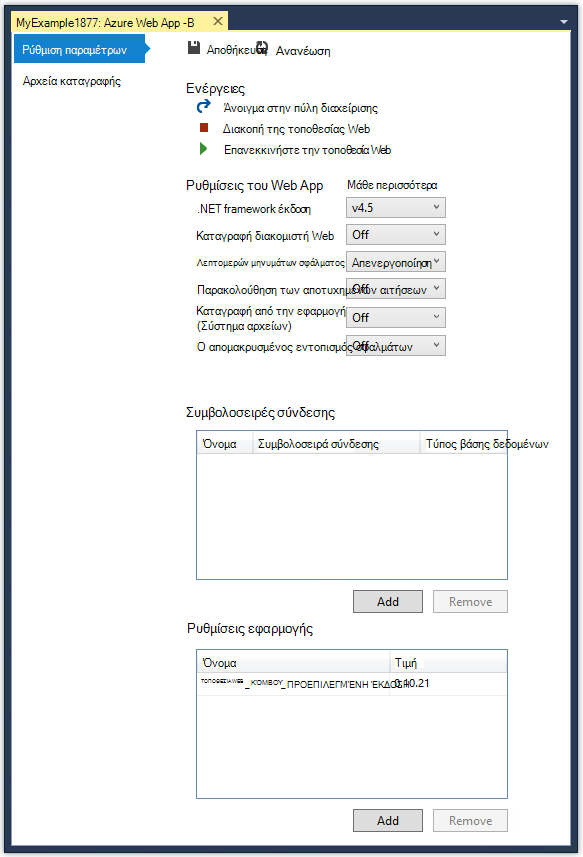 MyExample1877: Azure Web App -B
Ρύθμιση παραμέτρων
Αρχεία καταγραφής
Αποθήκευση Ανανέωση
Ενέργειες
Άνοιγμα στην πύλη διαχείρισης
Διακοπή της τοποθεσίας Web
Επανεκκινήστε την τοποθεσία Web
Ρυθμίσεις του Web App Μάθε περισσότερα
.NET framework έκδοση v4.5
Καταγραφή διακομιστή Web Off
Λεπτομερών μηνυμάτων σφάλματος Απενεργοποίηση
Παρακολούθηση των αποτυχημένων αιτήσεων Off
Καταγραφή από την εφαρμογή
(Σύστημα αρχείων) Off
Ο απομακρυσμένος εντοπισμός σφαλμάτων Off
Συμβολοσειρές σύνδεσης
Όνομα Συμβολοσειρά σύνδεσης Τύπος βάσης δεδομένων
Add Remove
Ρυθμίσεις εφαρμογής
Όνομα Τιμή
ΤΟΠΟΘΕΣΊΑ WEB _ ΚΌΜΒΟΥ_ ΠΡΟΕΠΙΛΕΓΜΈΝΗ ΈΚΔΟΣΗ 0.10.21
Add Remove